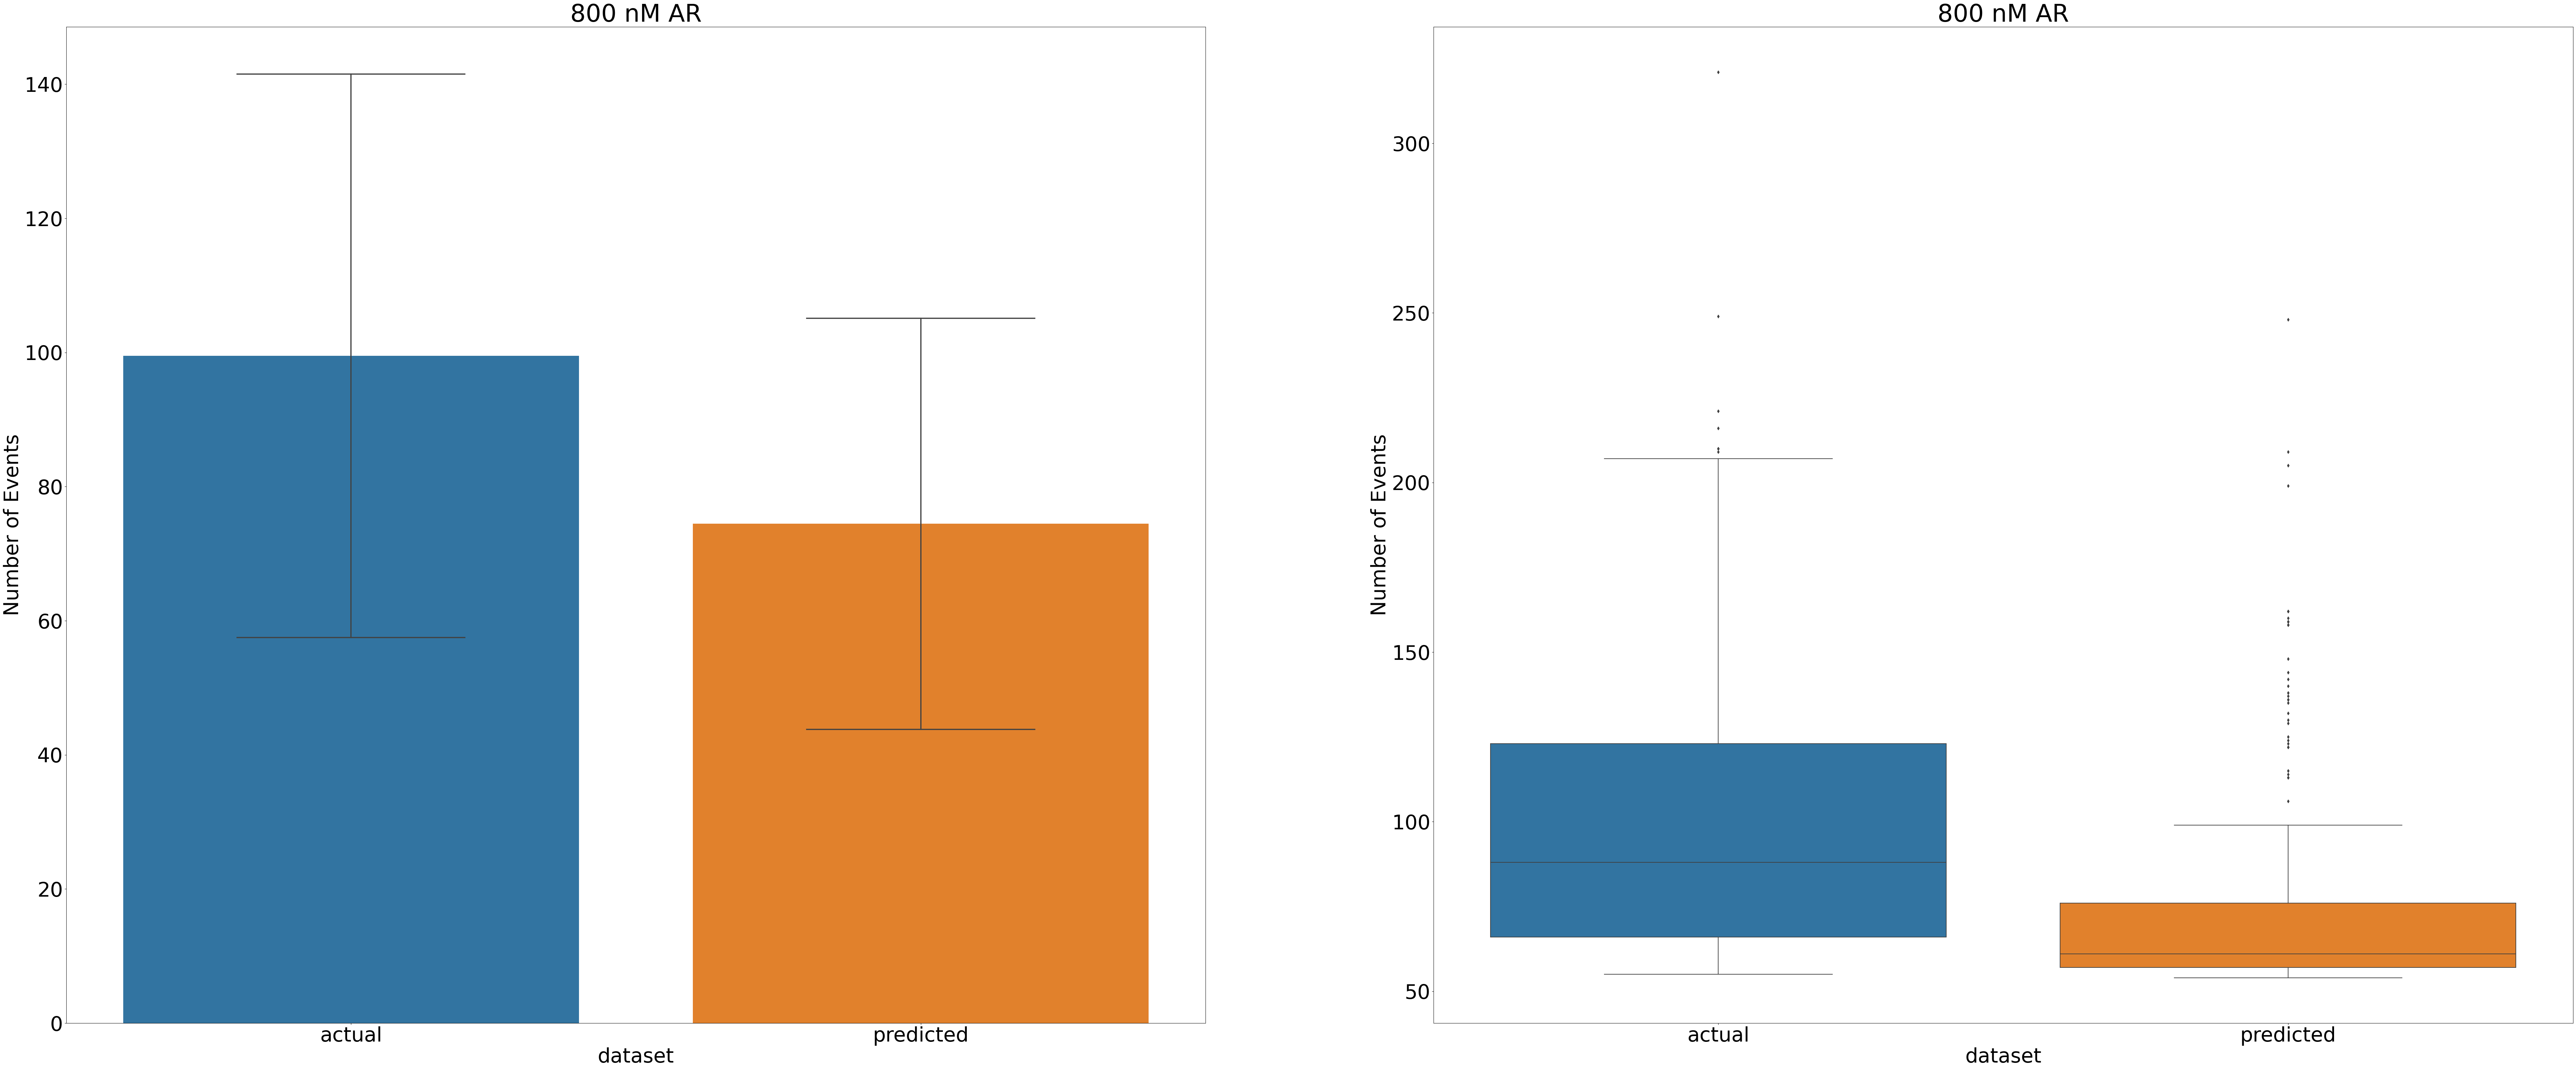 800 nM AR
Number of Events
140
120
100
80
60
40
20
0
actual predicted
dataset
800 nM AR
Number of Events
300
250
200
150
100
50
actual predicted
dataset